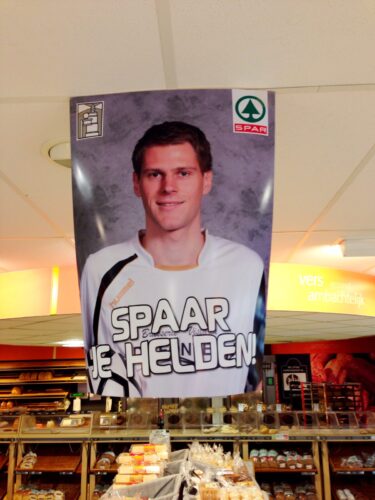 SPAR
SPAAR
JE HELDEN.
vers
ambachtelijk